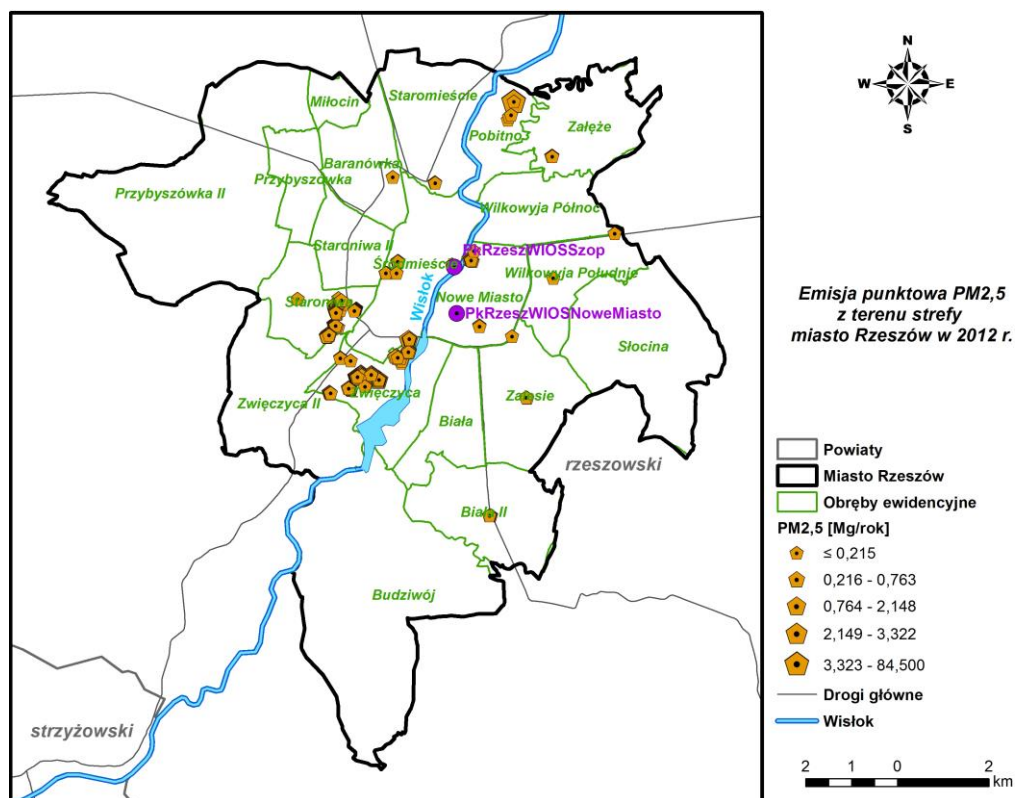 Miłocin
Staromieście
Pobitno
Załęże
Baranówka
Przybyszówka
Przybyszówka II
Wilkowyja Północ
Staroniwa II
PkRzeszWIOSSzop
Śródmieście
Wilkowyja Południe
Wisłok
Nowe Miasto
PkRzeszWIOSNoweMiasto
Słocina
Zwięczyca
Zwięczyca II
Zalesie
Biała
rzeszowski
Biała II
Budziwój
strzyżowski
N
W E
S
Emisja punktowa PM2,5
z terenu strefy
miasto Rzeszów w 2012 r.
Powiaty
Miasto Rzeszów
Obręby ewidencyjne
PM2,5 [Mg/rok]
≤ 0,215
0,216 - 0,763
0,764 - 2,148
2,149 - 3,322
3,323 - 84,500
Drogi główne
Wisłok
2 1 0 2
km